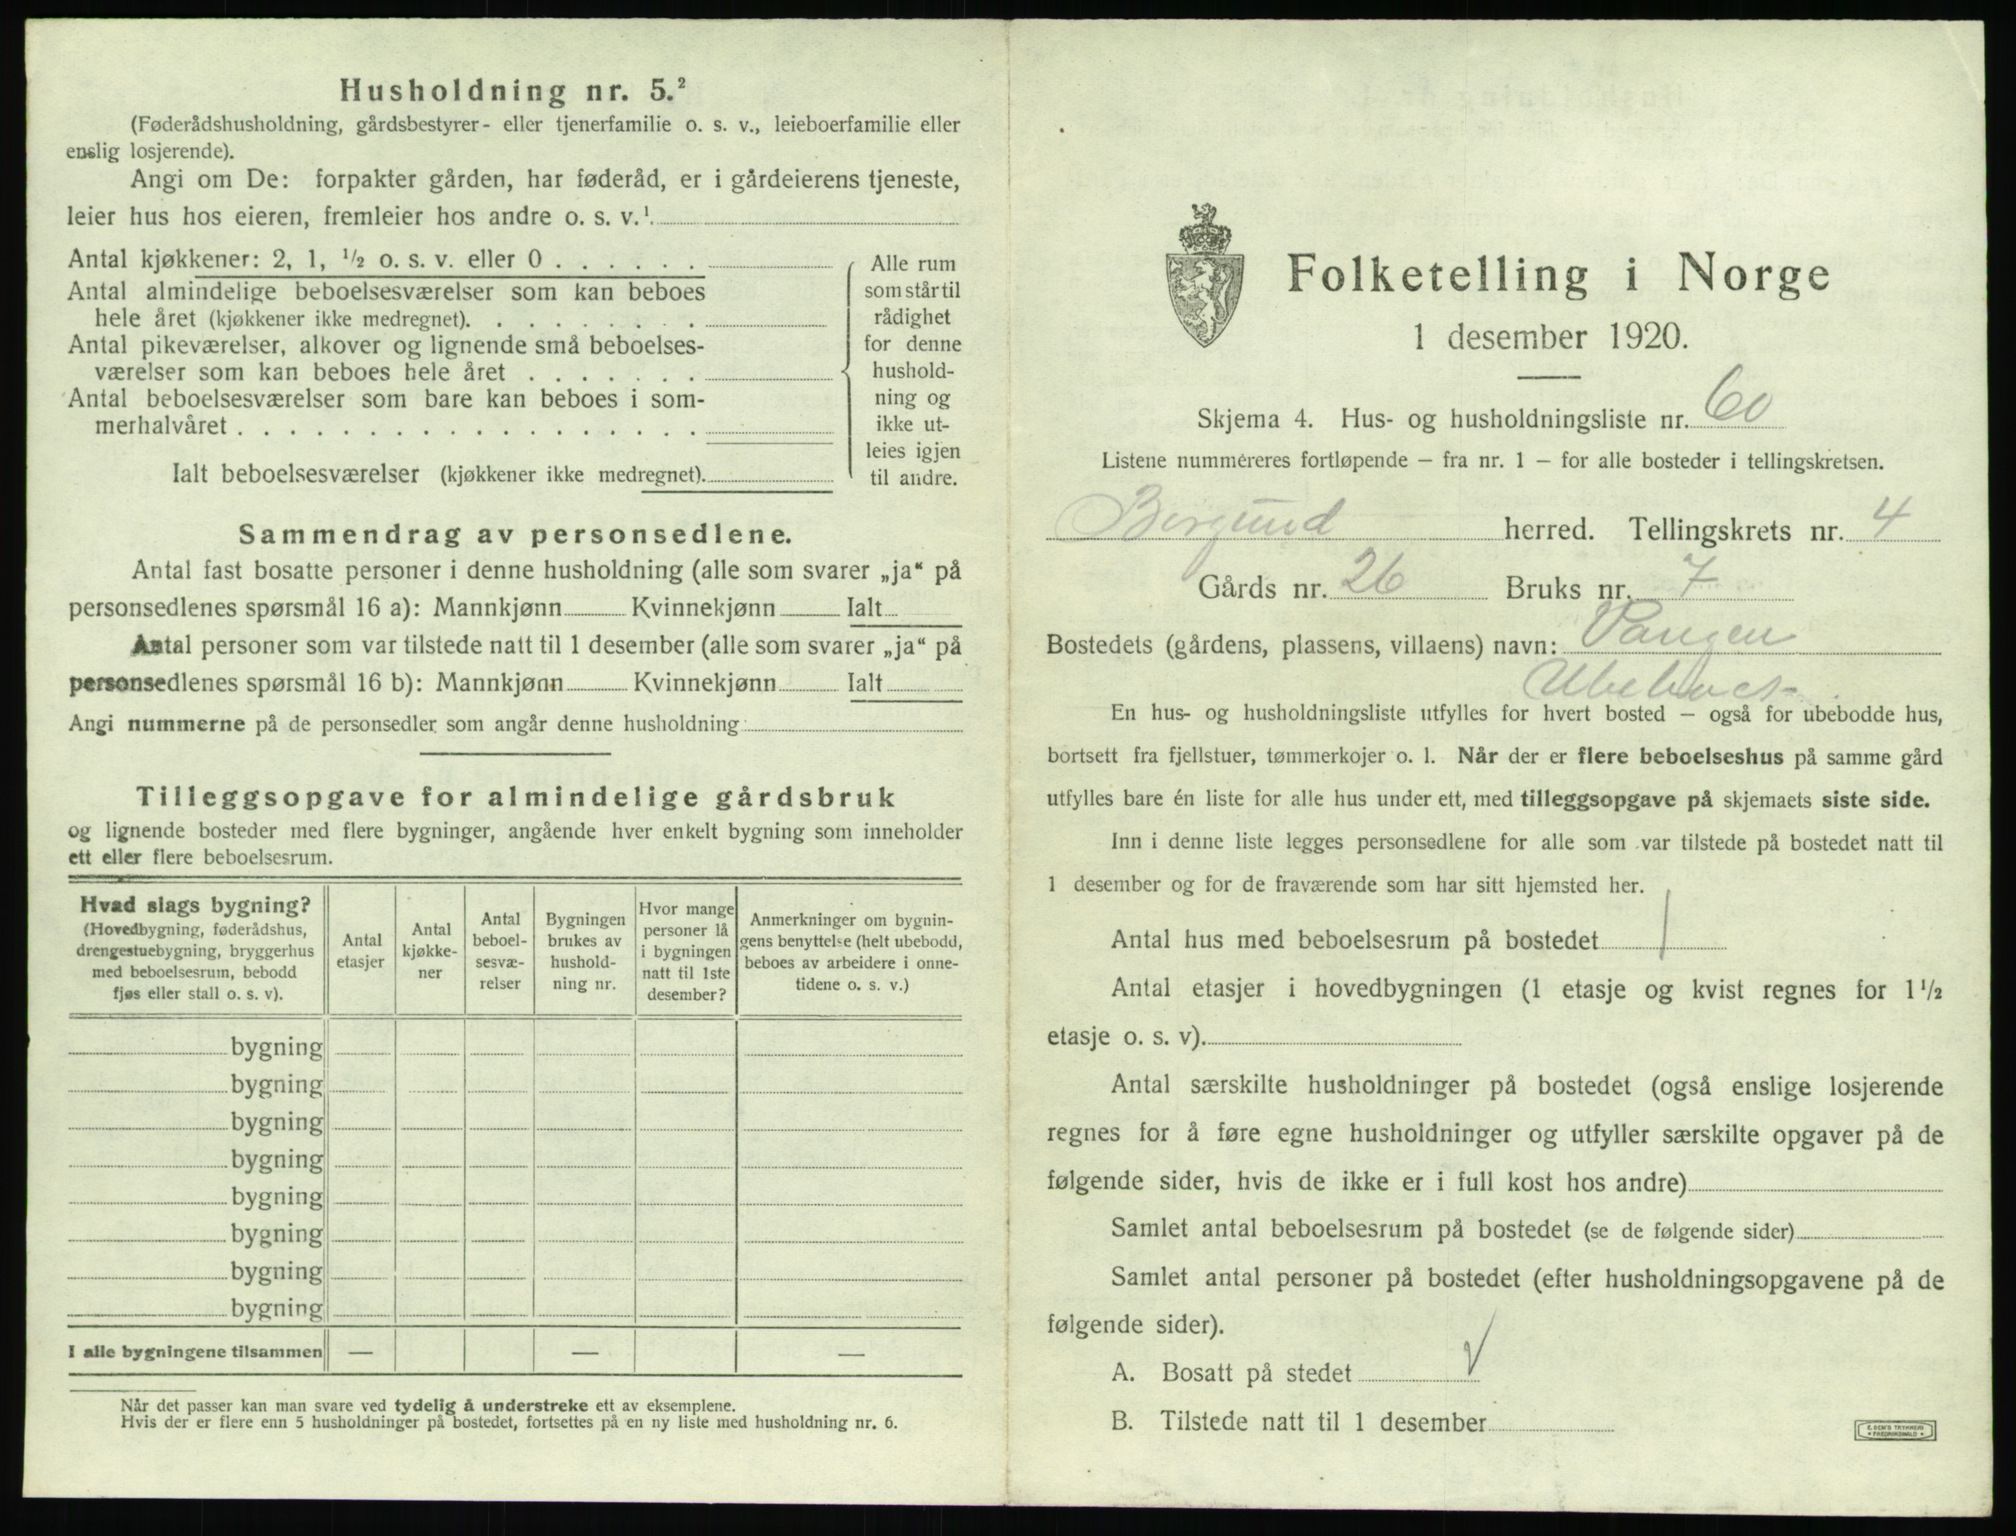 Husholdning nr. 5.²
(Føderådshusholdning, gårdsbestyrer- eller tjenerfamilie o. s. v., leieboerfamilie eller
enslig losjerende).
Angi om De: forpakter gården, har føderåd, er i gårdeierens tjeneste,
leier hus hos eieren, fremleier hos andre o. s. v.¹
Antal kjøkkener: 2, 1, ½ o. s. v. eller 0 . . . . . .
Antal almindelige beboelsesværelser som kan beboes
hele året (kjøkkener ikke medregnet). . . . . . . . .
Antal pikeværelser, alkover og lignende små beboelses-
værelser som kan beboes hele året . . . . . . .
Antal beboelsesværelser som bare kan beboes i som-
merhalvåret . . . . . . . . . . . . . . . . . .
Ialt beboelsesværelser (kjøkkener ikke medregnet).
Alle rum
som står til
rådighet
for denne
hushold-
ning og
ikke ut-
leies igjen
til andre.
Sammendrag av personsedlene.
Antal fast bosatte personer i denne husholdning (alle som svarer „ja“ på
personsedlenes spørsmål 16 a): Mannkjønn Kvinnekjønn Ialt
Antal personer som var tilstede natt til 1 desember (alle som svarer „ja“ på
personsedlenes spørsmål 16 b): Mannkjønn Kvinnekjønn Ialt
Angi nummerne på de personsedler som angår denne husholdning:
Tilleggsopgave for almindelige gårdsbruk
og lignende bosteder med flere bygninger, angående hver enkelt bygning som inneholder
ett eller flere beboelsesrum.
Hvad slags bygning?
(Hovedbygning, føderådshus,
drengestuebygning, bryggerhus
med beboelsesrum, bebodd
fjøs eller stall o. s. v).
Antal
etasjer
Antal
kjøkke-
ner
Antal
beboel-
sesvæ-
relser
Bygningen
brukes av
hushold-
ning nr.
Hvor mange
personer lå
i bygningen
natt til 1ste
desember?
Anmerkninger om bygnin-
gens benyttelse (helt ubebodd,
beboes av arbeidere i onne-
tidene o. s. v.)
bygning
bygning
bygning
bygning
bygning
bygning
bygning
bygning
I alle bygningene tilsammen — — —
Når det passer kan man svare ved tydelig å understreke ett av eksemplene.
Hvis der er flere enn 5 husholdninger på bostedet, fortsettes på en ny liste med husholdning nr. 6.
Folketelling i Norge
1 desember 1920.
Skjema 4. Hus- og husholdningsliste nr. 60
Listene nummereres fortløpende – fra nr. 1 – for alle bosteder i tellingskretsen.
Borgund herred. Tellingskrets nr. 4
Gårds nr. 26 Bruks nr. 7
Bostedets (gårdens, plassens, villaens) navn: Vangen
Ubeboet
En hus- og husholdningsliste utfylles for hvert bosted – også for ubebodde hus,
bortsett fra fjellstuer, tømmerkojer o. l. Når der er flere beboelseshus på samme gård
utfylles bare én liste for alle hus under ett, med tilleggsopgave på skjemaets siste side.
Inn i denne liste legges personsedlene for alle som var tilstede på bostedet natt til
1 desember og for de fraværende som har sitt hjemsted her.
Antal hus med beboelsesrum på bostedet 1
Antal etasjer i hovedbygningen (1 etasje og kvist regnes for 1½
etasje o. s. v).
Antal særskilte husholdninger på bostedet (også enslige losjerende
regnes for å føre egne husholdninger og utfyller særskilte opgaver på de
følgende sider, hvis de ikke er i full kost hos andre)
Samlet antal beboelsesrum på bostedet (se de følgende sider)
Samlet antal personer på bostedet (efter husholdningsopgavene på de
følgende sider).
A. Bosatt på stedet √
B. Tilstede natt til 1 desember
E. SEM'S TRYKKERI
• FREDRIKSHALD •